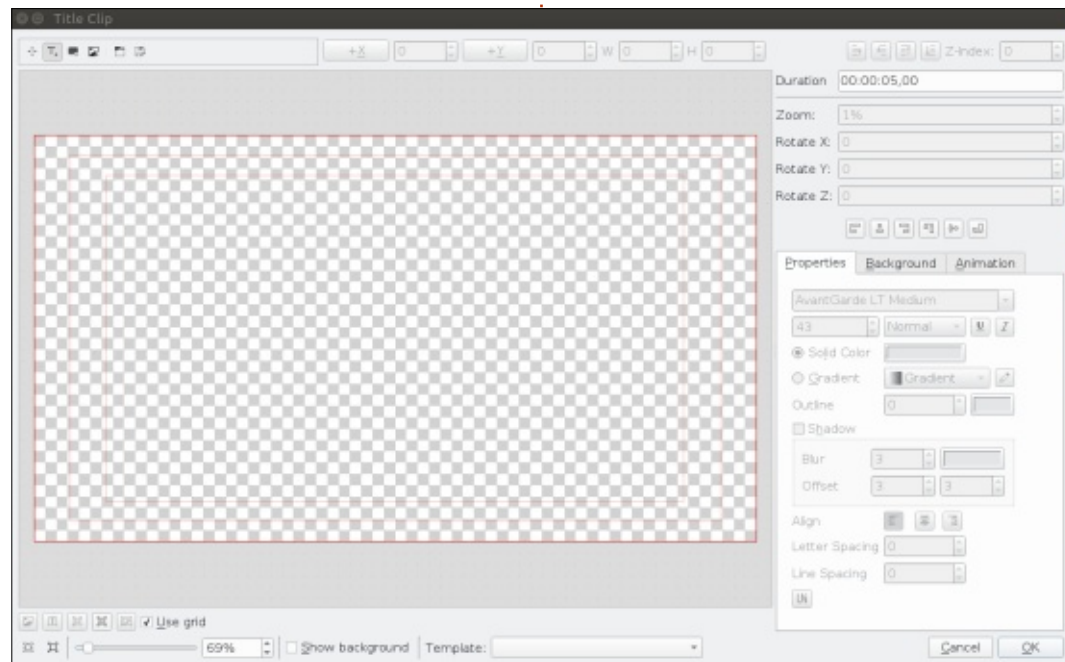 Title Clip
+X 0 +Y 0 W 0 H 0 Z-Index: 0
Duration 00:00:05,00
Zoom: 1%
Rotate X: 0
Rotate Y: 0
Rotate Z: 0
Properties Background Animation
AvantGarde LT Medium
43 Normal U I
Solid Color
Gradient Gradient
Outline 0
Shadow
Blur 3
Offset 3 3
Align
Letter Spacing 0
Line Spacing 0
Use grid
69% Show background Template:
Cancel OK